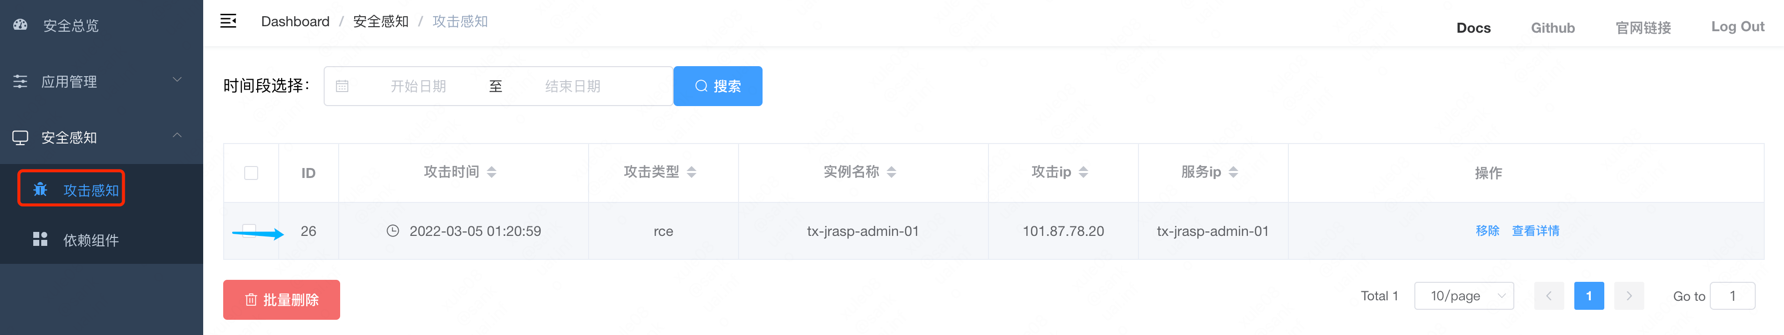 安全总览
应用管理
安全感知
攻击感知
依赖组件
Dashboard / 安全感知 / 攻击感知
Docs Github 官网链接 Log Out
时间段选择： 开始日期 至 结束日期 搜索
ID 攻击时间 攻击类型 实例名称 攻击ip 服务ip 操作
26 2022-03-05 01:20:59 rce tx-jrasp-admin-01 101.87.78.20 tx-jrasp-admin-01 移除 查看详情
批量删除
Total 1 10/page 1 Go to 1